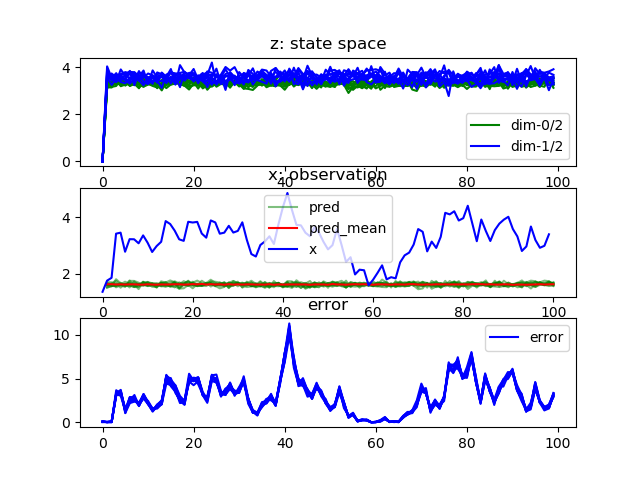 z: state space
4
2
0
dim-0/2
dim-1/2
0 20 40 60 80 100
x: observation
4
2
pred
pred_mean
x
0 20 40 60 80 100
error
10
5
0
error
0 20 40 60 80 100